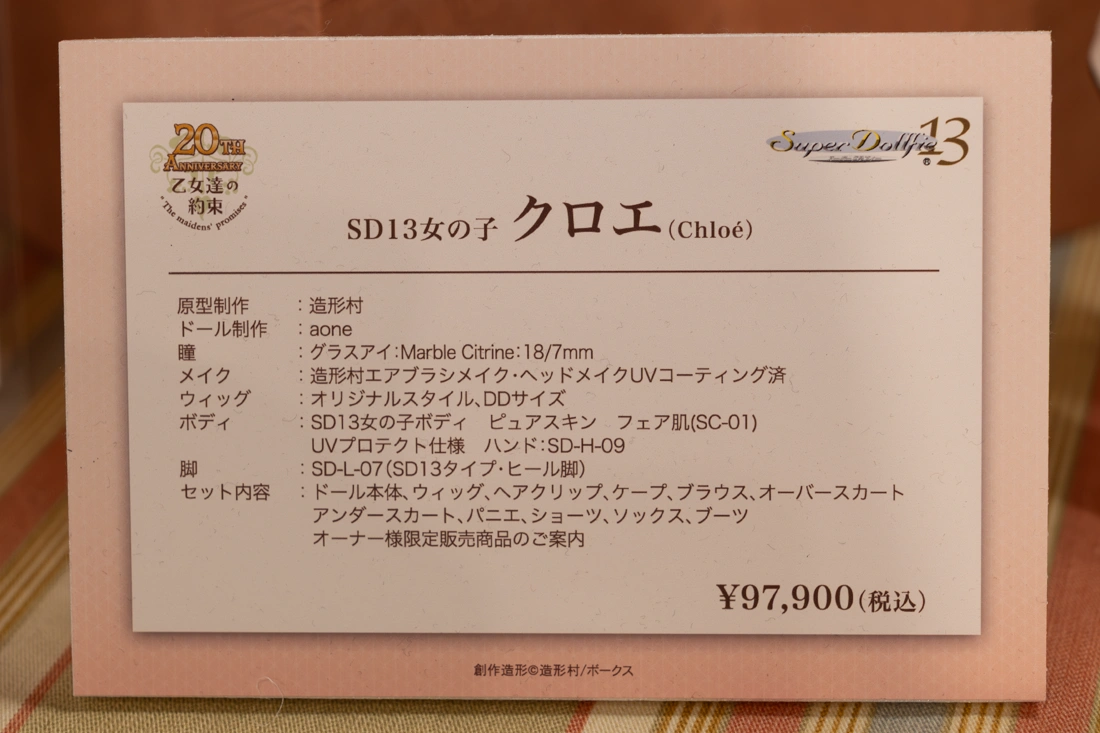 20TH
ANNIVERSARY
乙女達の
約束
The maidens' promises
Super Dollfie® 13
SD13女の子 クロエ(Chloé)
原型制作 :造形村
ドール制作 :aone
瞳 :グラスアイ:Marble Citrine:18/7mm
メイク :造形村エアブラシメイク・ヘッドメイクUVコーティング済
ウィッグ :オリジナルスタイル、DDサイズ
ボディ :SD13女の子ボディ ピュアスキン フェア肌(SC-01)
UVプロテクト仕様 ハンド:SD-H-09
脚 :SD-L-07(SD13タイプ・ヒール脚)
セット内容 :ドール本体、ウィッグ、ヘアクリップ、ケープ、ブラウス、オーバースカート
アンダースカート、パニエ、ショーツ、ソックス、ブーツ
オーナー様限定販売商品のご案内
¥97,900(税込)
創作造形©造形村/ボークス